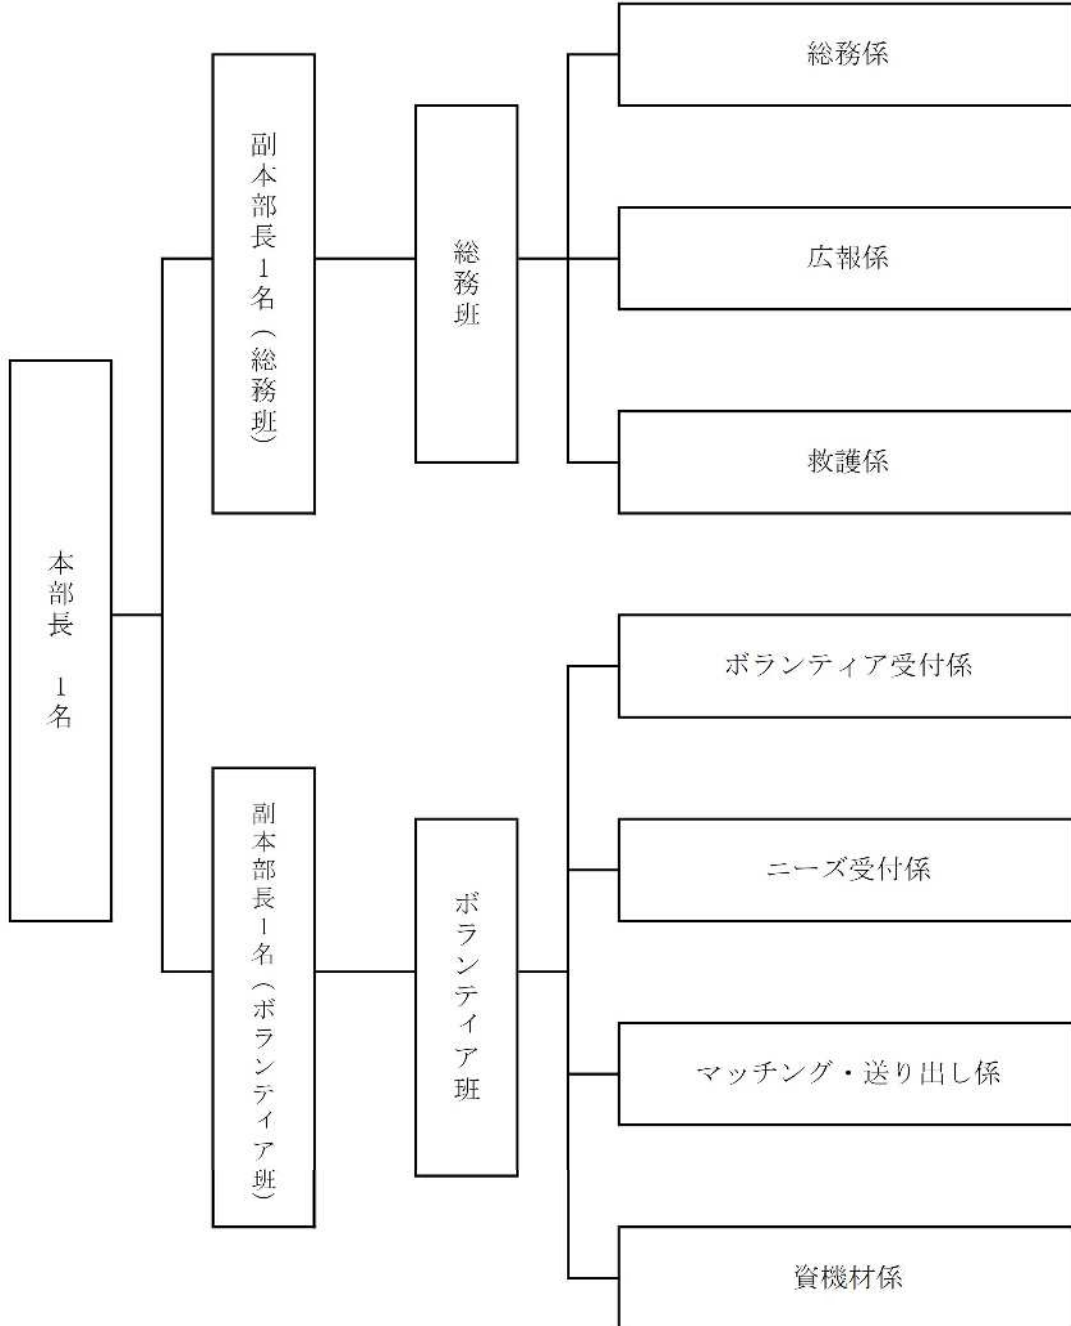 本部長　1名
副本部長1名（総務班）
総務班
総務係
広報係
救護係
副本部長1名（ボランティア班）
ボランティア班
ボランティア受付係
ニーズ受付係
マッチング・送り出し係
資機材係